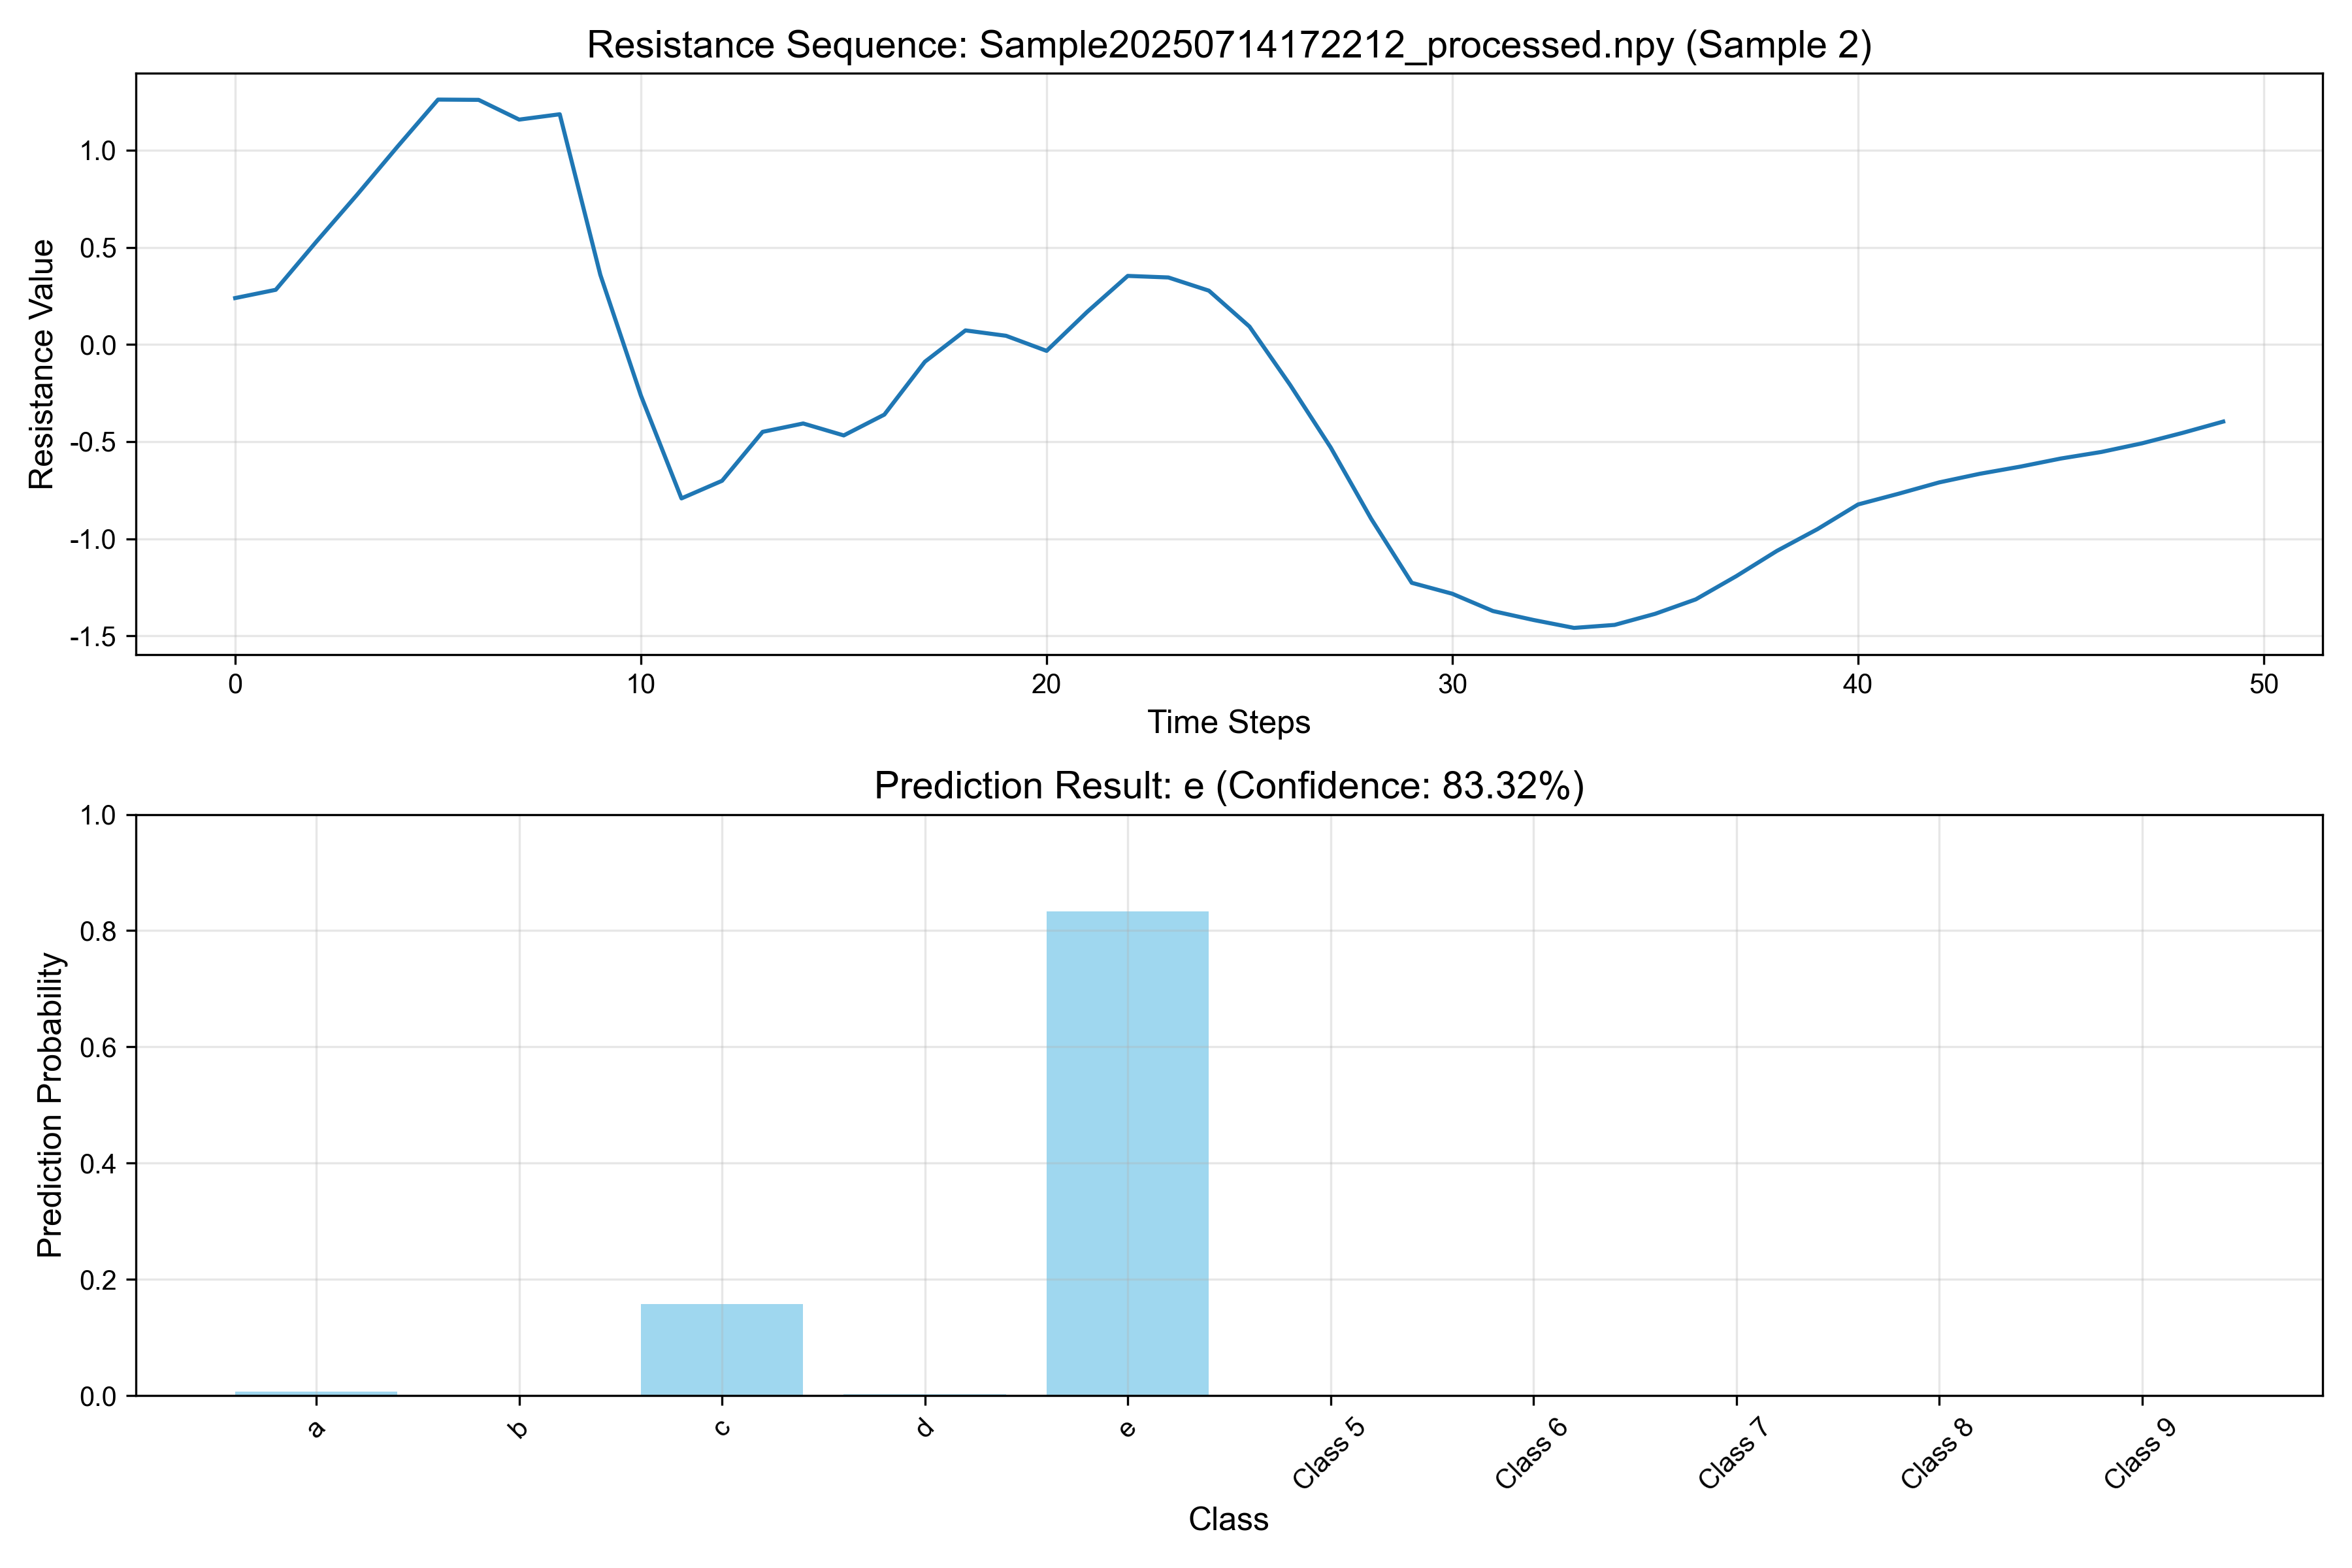 Resistance Sequence: Sample20250714172212_processed.npy (Sample 2)
Resistance Value
1.0
0.5
0.0
-0.5
-1.0
-1.5
0 10 20 30 40 50
Time Steps
Prediction Result: e (Confidence: 83.32%)
Prediction Probability
1.0
0.8
0.6
0.4
0.2
0.0
a b c d e Class 5 Class 6 Class 7 Class 8 Class 9
Class